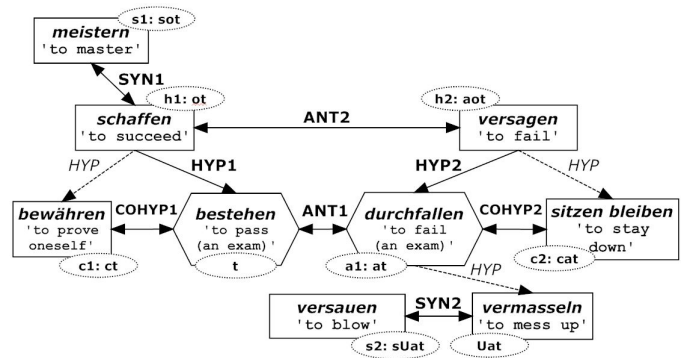 s1: sot
meistern
'to master'
SYN1
h1: ot
h2: aot
schaffen
'to succeed'
ANT2
versagen
'to fail'
HYP
HYP1
HYP2
HYP
bewähren
'to prove
oneself'
c1: ct
COHYP1
bestehen
'to pass
(an exam)'
t
ANT1
durchfallen
'to fail
(an exam)'
a1: at
COHYP2
sitzen bleiben
'to stay
down'
c2: cat
HYP
versauen
'to blow'
s2: sUat
SYN2
vermasseln
'to mess up'
Uat